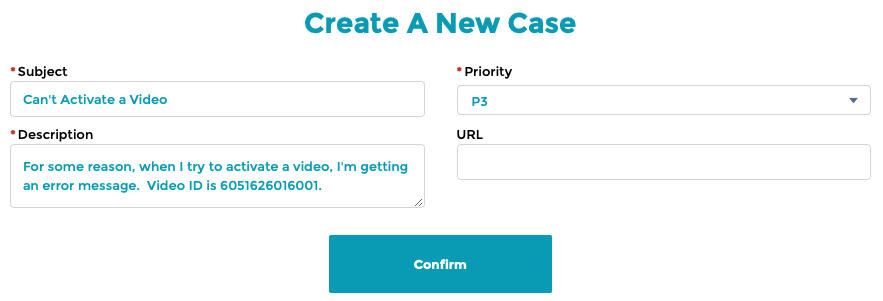 Create A New Case
* Subject
Can't Activate a Video
* Priority
P3
* Description
For some reason, when I try to activate a video, I'm getting
an error message.  Video ID is 6051626016001.
URL
Confirm